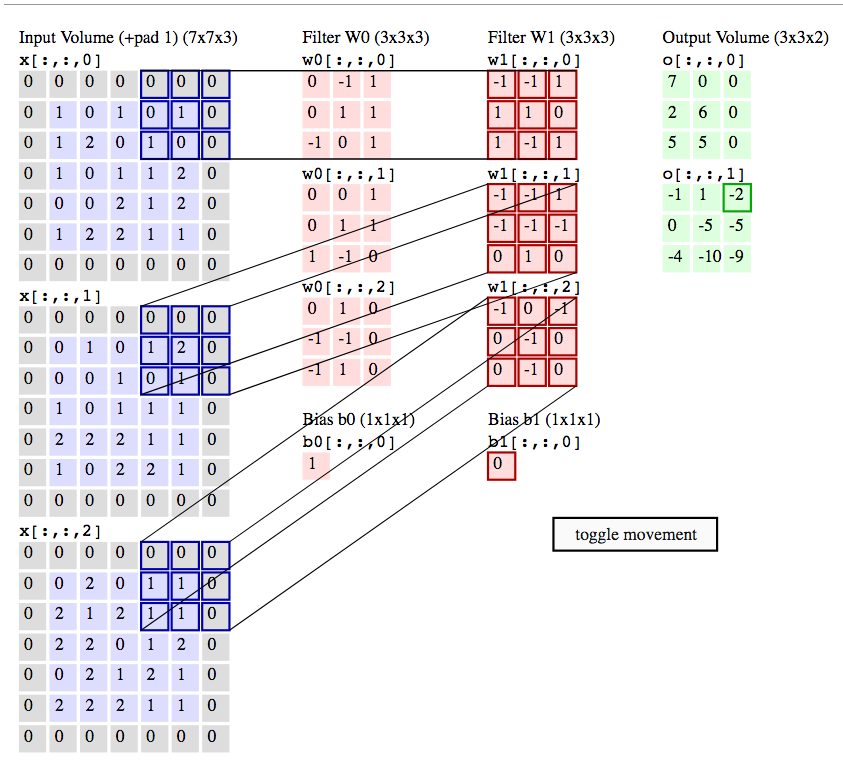 Input Volume (+pad 1) (7x7x3)
x[:,:,0]
0 0 0 0 0 0 0
0 1 0 1 0 1 0
0 1 2 0 1 0 0
0 1 0 1 1 2 0
0 0 0 2 1 2 0
0 1 2 2 1 1 0
0 0 0 0 0 0 0
x[:,:,1]
0 0 0 0 0 0 0
0 0 1 0 1 2 0
0 0 0 1 0 1 0
0 1 0 1 1 1 0
0 2 2 2 1 1 0
0 1 0 2 2 1 0
0 0 0 0 0 0 0
x[:,:,2]
0 0 0 0 0 0 0
0 0 2 0 1 1 0
0 2 1 2 1 1 0
0 2 2 0 1 2 0
0 0 2 1 2 1 0
0 2 2 2 1 1 0
0 0 0 0 0 0 0
Filter W0 (3x3x3)
w0[:,:,0]
0 -1 1
0 1 1
-1 0 1
w0[:,:,1]
0 0 1
0 1 1
1 -1 0
w0[:,:,2]
0 1 0
-1 -1 0
-1 1 0
Bias b0 (1x1x1)
b0[:,:,0]
1
Filter W1 (3x3x3)
w1[:,:,0]
-1 -1 1
1 1 0
1 -1 1
w1[:,:,1]
-1 -1 1
-1 -1 -1
0 1 0
w1[:,:,2]
-1 0 -1
0 -1 0
0 -1 0
Bias b1 (1x1x1)
b1[:,:,0]
0
Output Volume (3x3x2)
o[:,:,0]
7 0 0
2 6 0
5 5 0
o[:,:,1]
-1 1 -2
0 -5 -5
-4 -10 -9
toggle movement